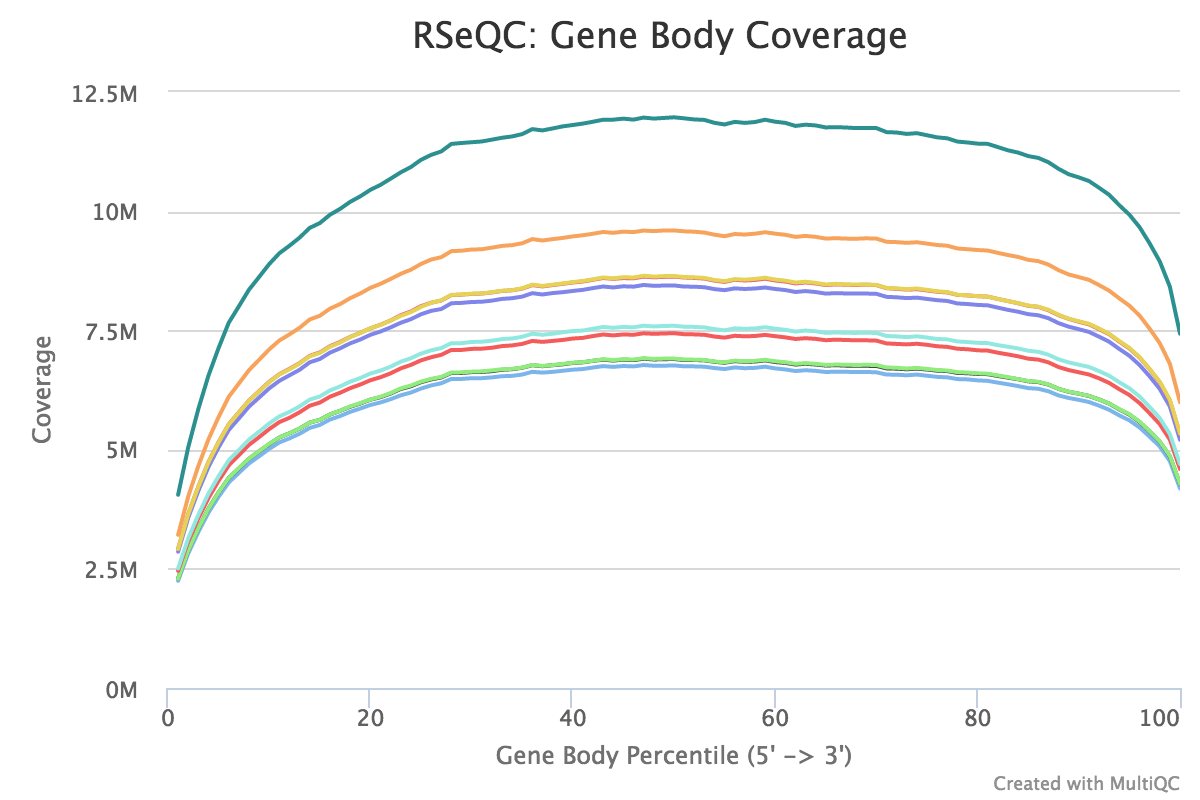 RSeQC: Gene Body Coverage
12.5M
10M
7.5M
5M
2.5M
0M
Coverage
0 20 40 60 80 100
Gene Body Percentile (5' -> 3')
Created with MultiQC